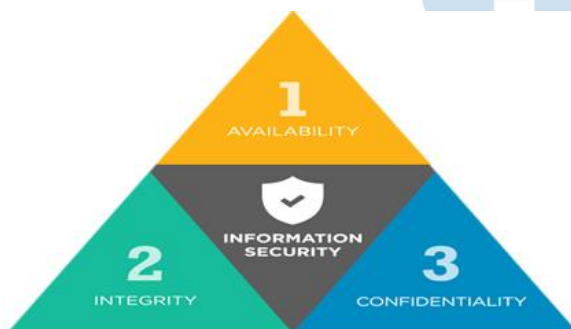 1
AVAILABILITY
INFORMATION
SECURITY
2
INTEGRITY
3
CONFIDENTIALITY